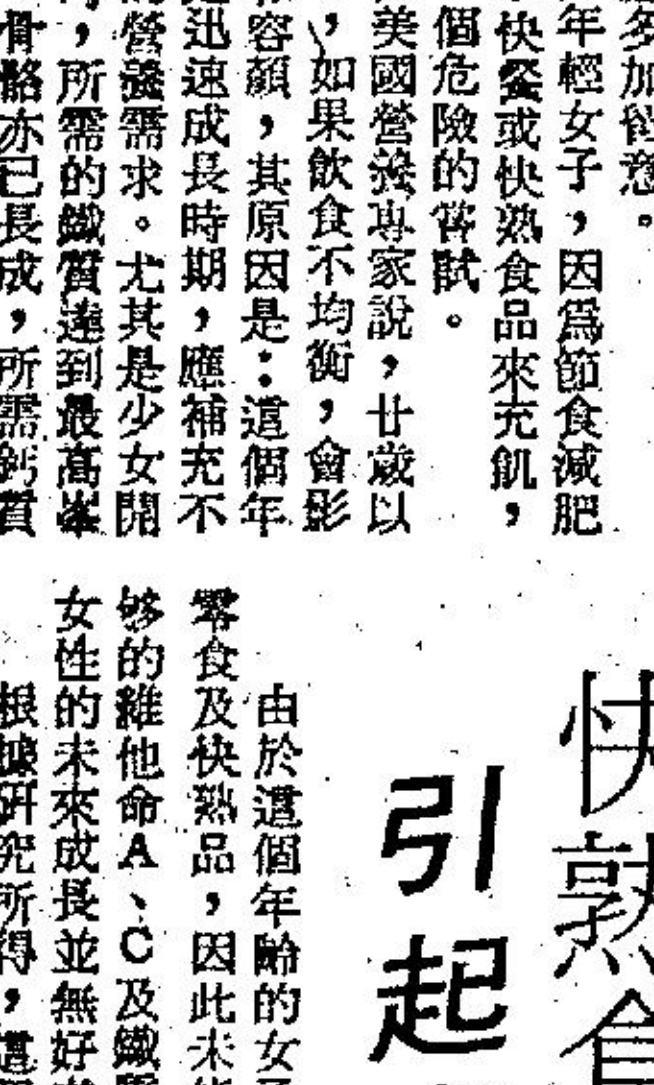 多加
年輕女子，因爲節食減肥
快餐或快熟食品來充飢，
個危險的嘗試。
美國營養專家說，廿歲以
，如果飲食不均衡，會影
容顏，其原因是：這個年
迅速成長時期，應補充不
營養需求。尤其是少女開
，所需的鐵質達到最高峯
骨骼亦已長成，所需鈣質
快熟食
引起
由於這個年齡的女子
零食及快熟品，因此未能
够的維他命A、C及鐵質
女性的未來成長並無好
根據研究所得，這